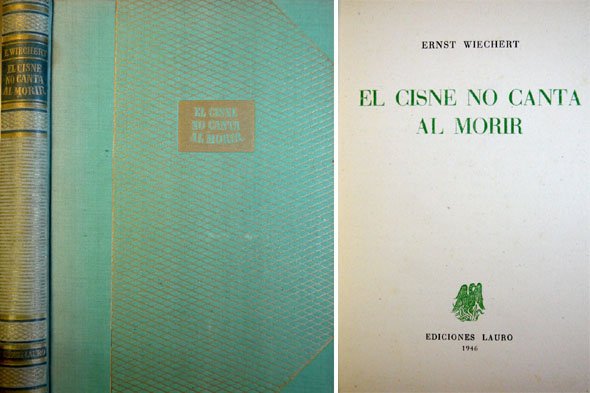 E. WIECHERT
EL CISNE
NO CANTA
AL MORIR
LAURO
EL CISNE
NO CANTA
AL MORIR
ERNST WIECHERT
EL CISNE NO CANTA
AL MORIR
EDICIONES LAURO
1946